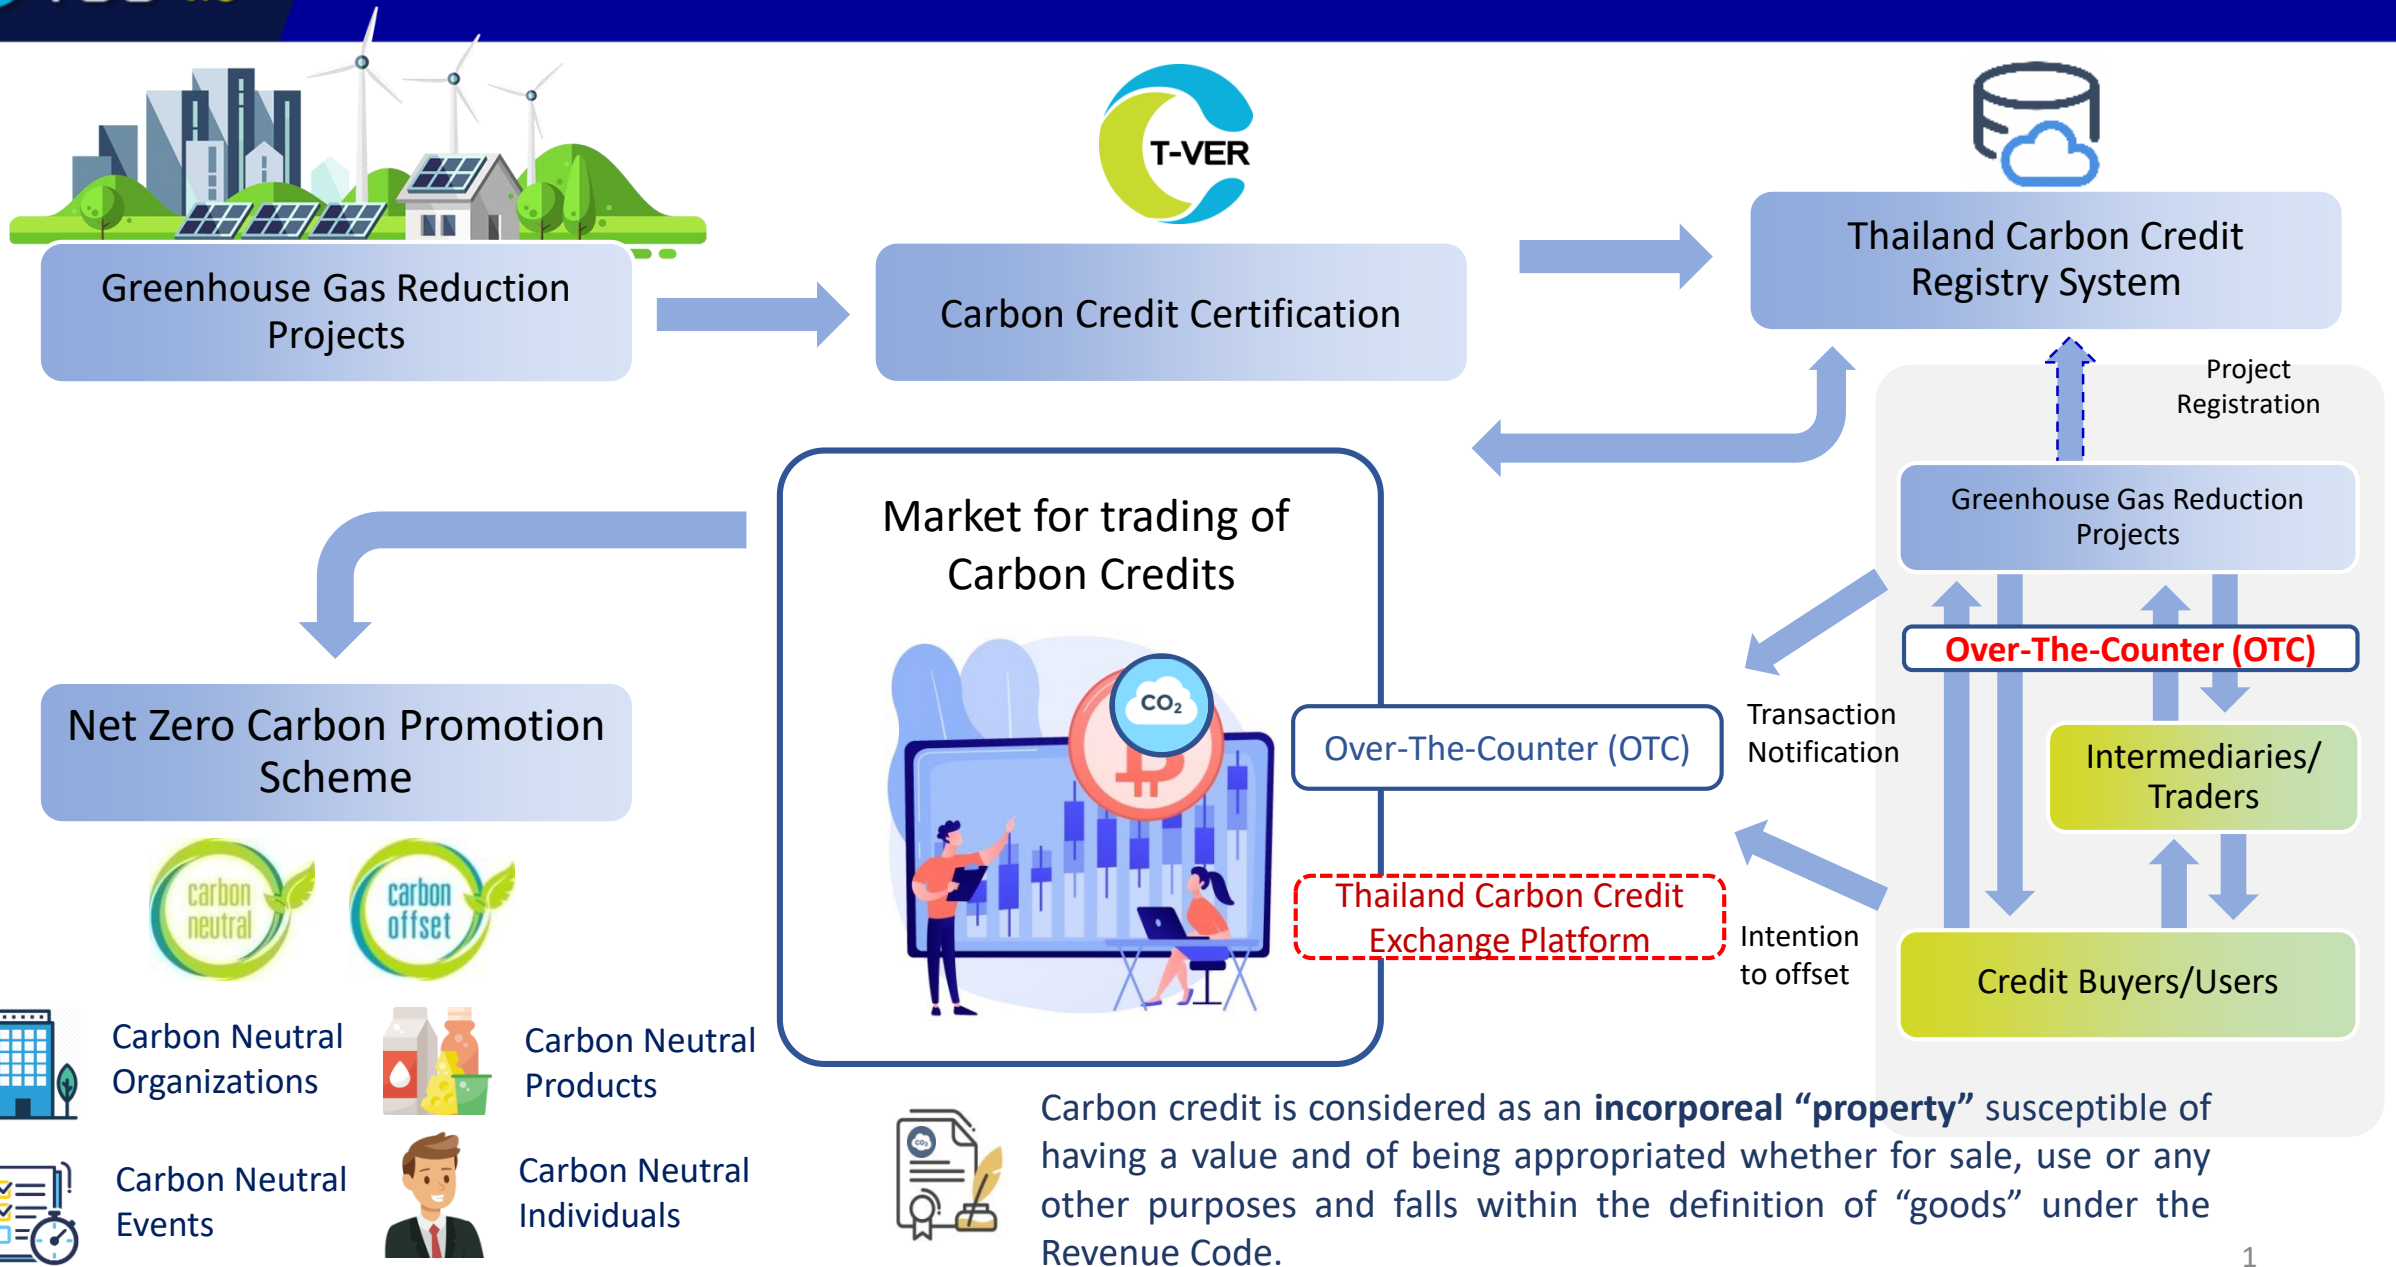 T-VER
Greenhouse Gas Reduction
Projects
Carbon Credit Certification
Thailand Carbon Credit
Registry System
Project
Registration
Greenhouse Gas Reduction
Projects
Over-The-Counter (OTC)
Intermediaries/
Traders
Credit Buyers/Users
Transaction
Notification
Intention
to offset
Market for trading of
Carbon Credits
CO₂
Over-The-Counter (OTC)
Thailand Carbon Credit
Exchange Platform
Net Zero Carbon Promotion
Scheme
carbon
neutral
carbon
offset
Carbon Neutral
Organizations
Carbon Neutral
Products
Carbon Neutral
Events
Carbon Neutral
Individuals
CO₂
Carbon credit is considered as an incorporeal “property” susceptible of
having a value and of being appropriated whether for sale, use or any
other purposes and falls within the definition of “goods” under the
Revenue Code.
1